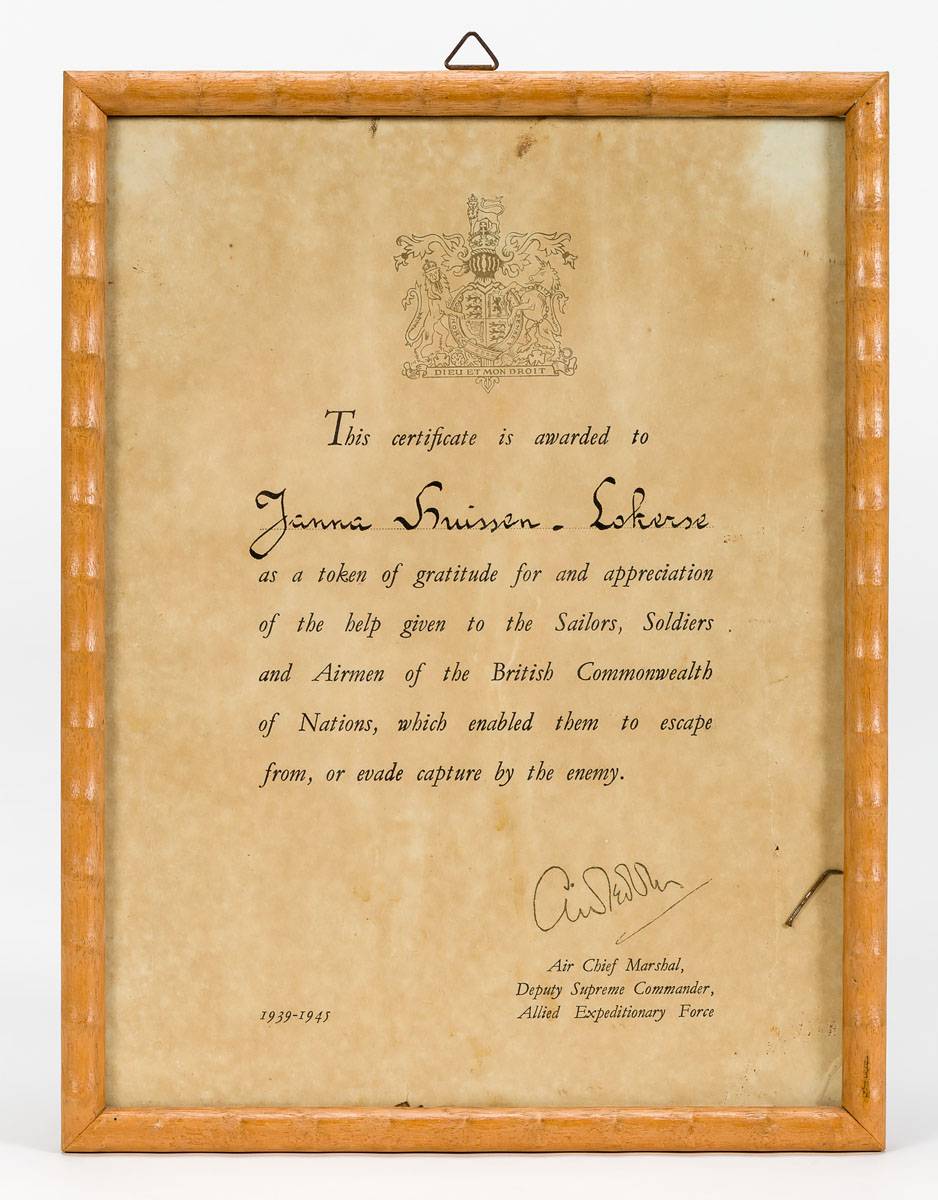 DIEU ET MON DROIT
This certificate is awarded to
Janna Huissen - Lokerse
as a token of gratitude for and appreciation
of the help given to the Sailors, Soldiers
and Airmen of the British Commonwealth
of Nations, which enabled them to escape
from, or evade capture by the enemy.
Air Chief Marshal,
Deputy Supreme Commander,
1939-1945 Allied Expeditionary Force